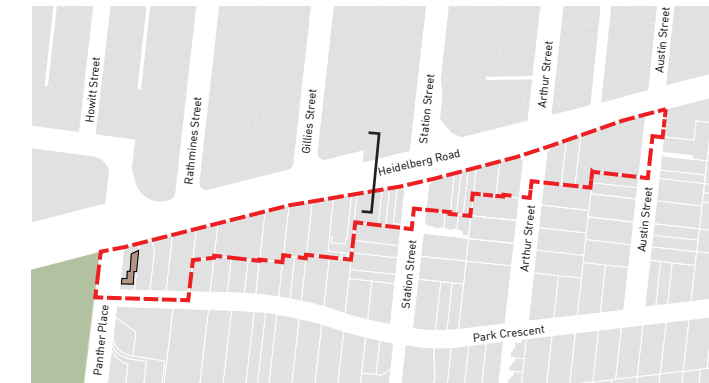 Howitt Street
Rathmines Street
Gillies Street
Station Street
Arthur Street
Austin Street
Heidelberg Road
Panther Place
Station Street
Arthur Street
Austin Street
Park Crescent